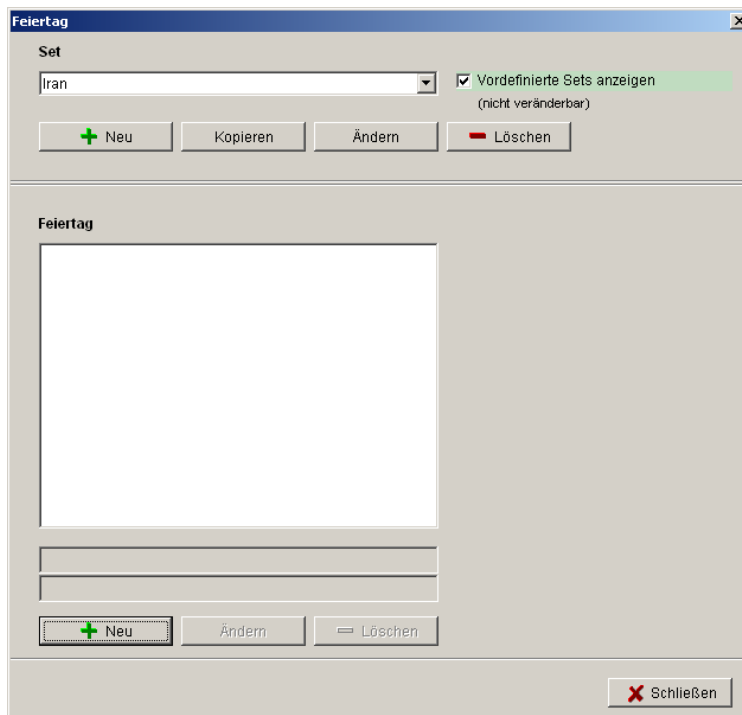 Feiertag
Set
Iran
Vordefinierte Sets anzeigen
(nicht veränderbar)
Neu
Kopieren
Ändern
Löschen
Feiertag
Neu
Ändern
Löschen
Schließen